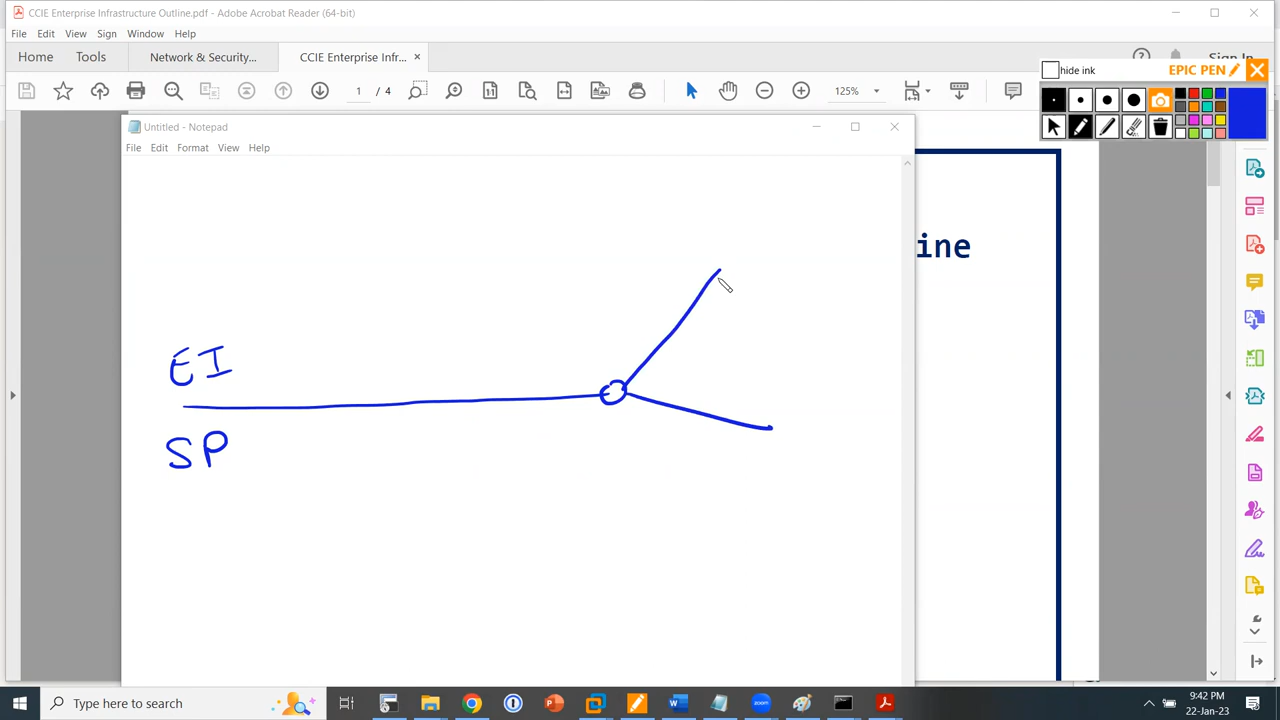 CCIE Enterprise Infrastructure Outline.pdf - Adobe Acrobat Reader (64-bit)
File Edit View Sign Window Help
Home Tools Network & Security... CCIE Enterprise Infr... × Sign In
1 / 4 125%
hide ink EPIC PEN
Untitled - Notepad
File Edit Format View Help
ine
EI
SP
Type here to search
9:42 PM
22-Jan-23